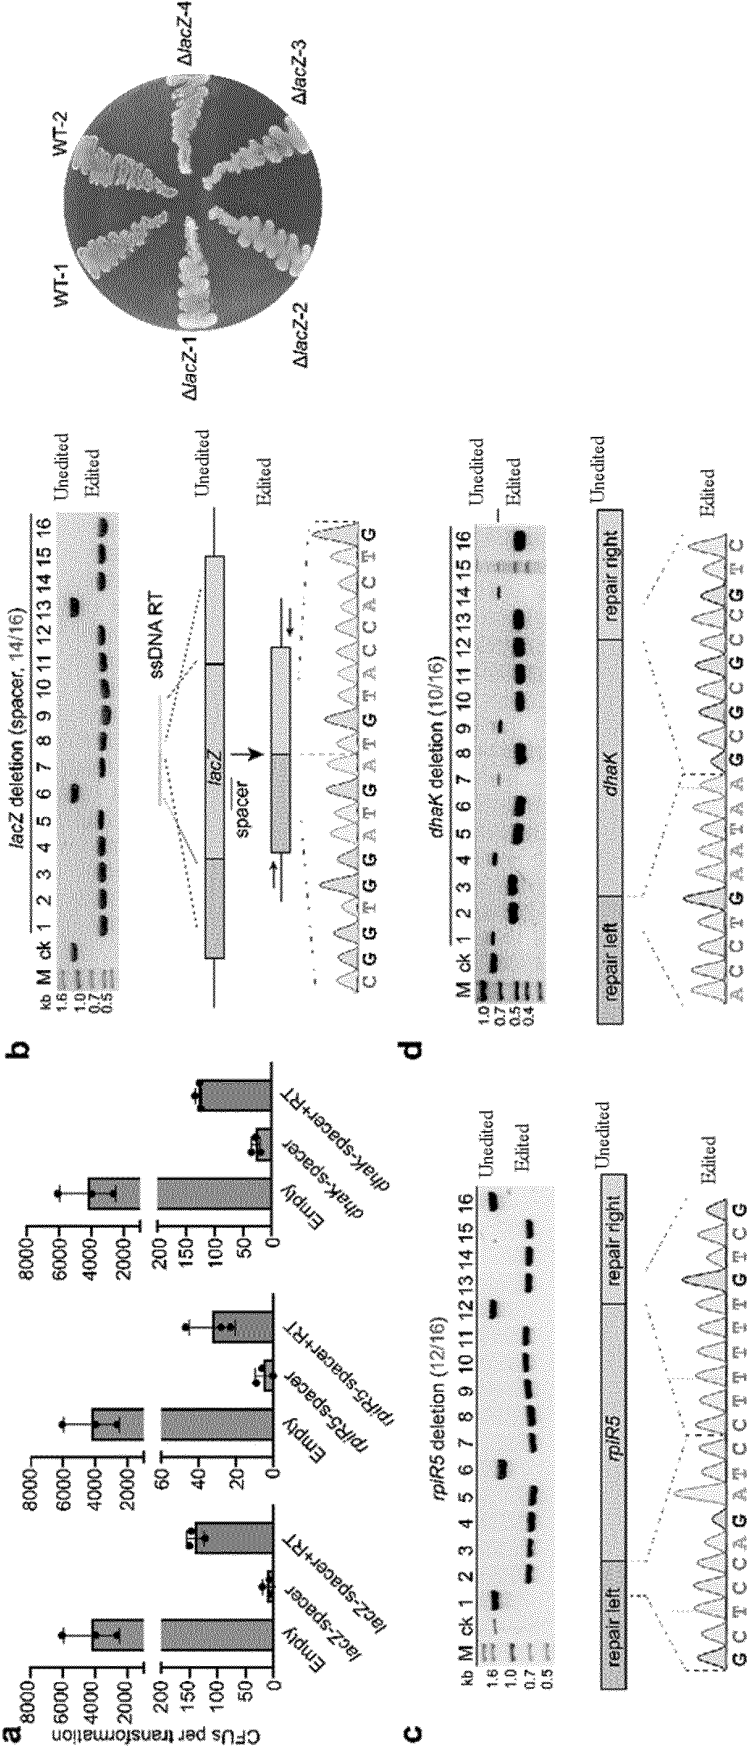 a
CFUs per transformation
8000
6000
4000
2000
200
150
100
50
0
Empty
lacZ-spacer
lacZ-spacer+RT
8000
6000
4000
2000
60
40
20
0
Empty
rpiR5-spacer
rpiR5-spacer+RT
8000
6000
4000
2000
200
150
100
50
0
Empty
dhaK-spacer
dhaK-spacer+RT
b
lacZ deletion (spacer, 14/16)
kb M ck 1 2 3 4 5 6 7 8 9 10 11 12 13 14 15 16
1.6
1.0
0.7
0.5
Unedited
Edited
ssDNA RT
lacZ
Unedited
spacer
Edited
C G G T G G A T G A T G T A C C A C T G
WT-1
WT-2
ΔlacZ-1
ΔlacZ-4
ΔlacZ-2
ΔlacZ-3
c
rpiR5 deletion (12/16)
kb M ck 1 2 3 4 5 6 7 8 9 10 11 12 13 14 15 16
1.6
1.0
0.7
0.5
Unedited
Edited
repair left
rpiR5
repair right
Unedited
Edited
G C T C C A G A T C C T T T T T G T C G
d
dhaK deletion (10/16)
M ck 1 2 3 4 5 6 7 8 9 10 11 12 13 14 15 16
1.0
0.7
0.5
0.4
Unedited
Edited
repair left
dhaK
repair right
Unedited
Edited
A C C T G A A T A A G C G C G C C G T C